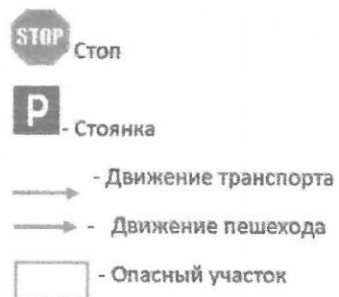 STOP Стоп
P - Стоянка
- Движение транспорта
- Движение пешехода
- Опасный участок